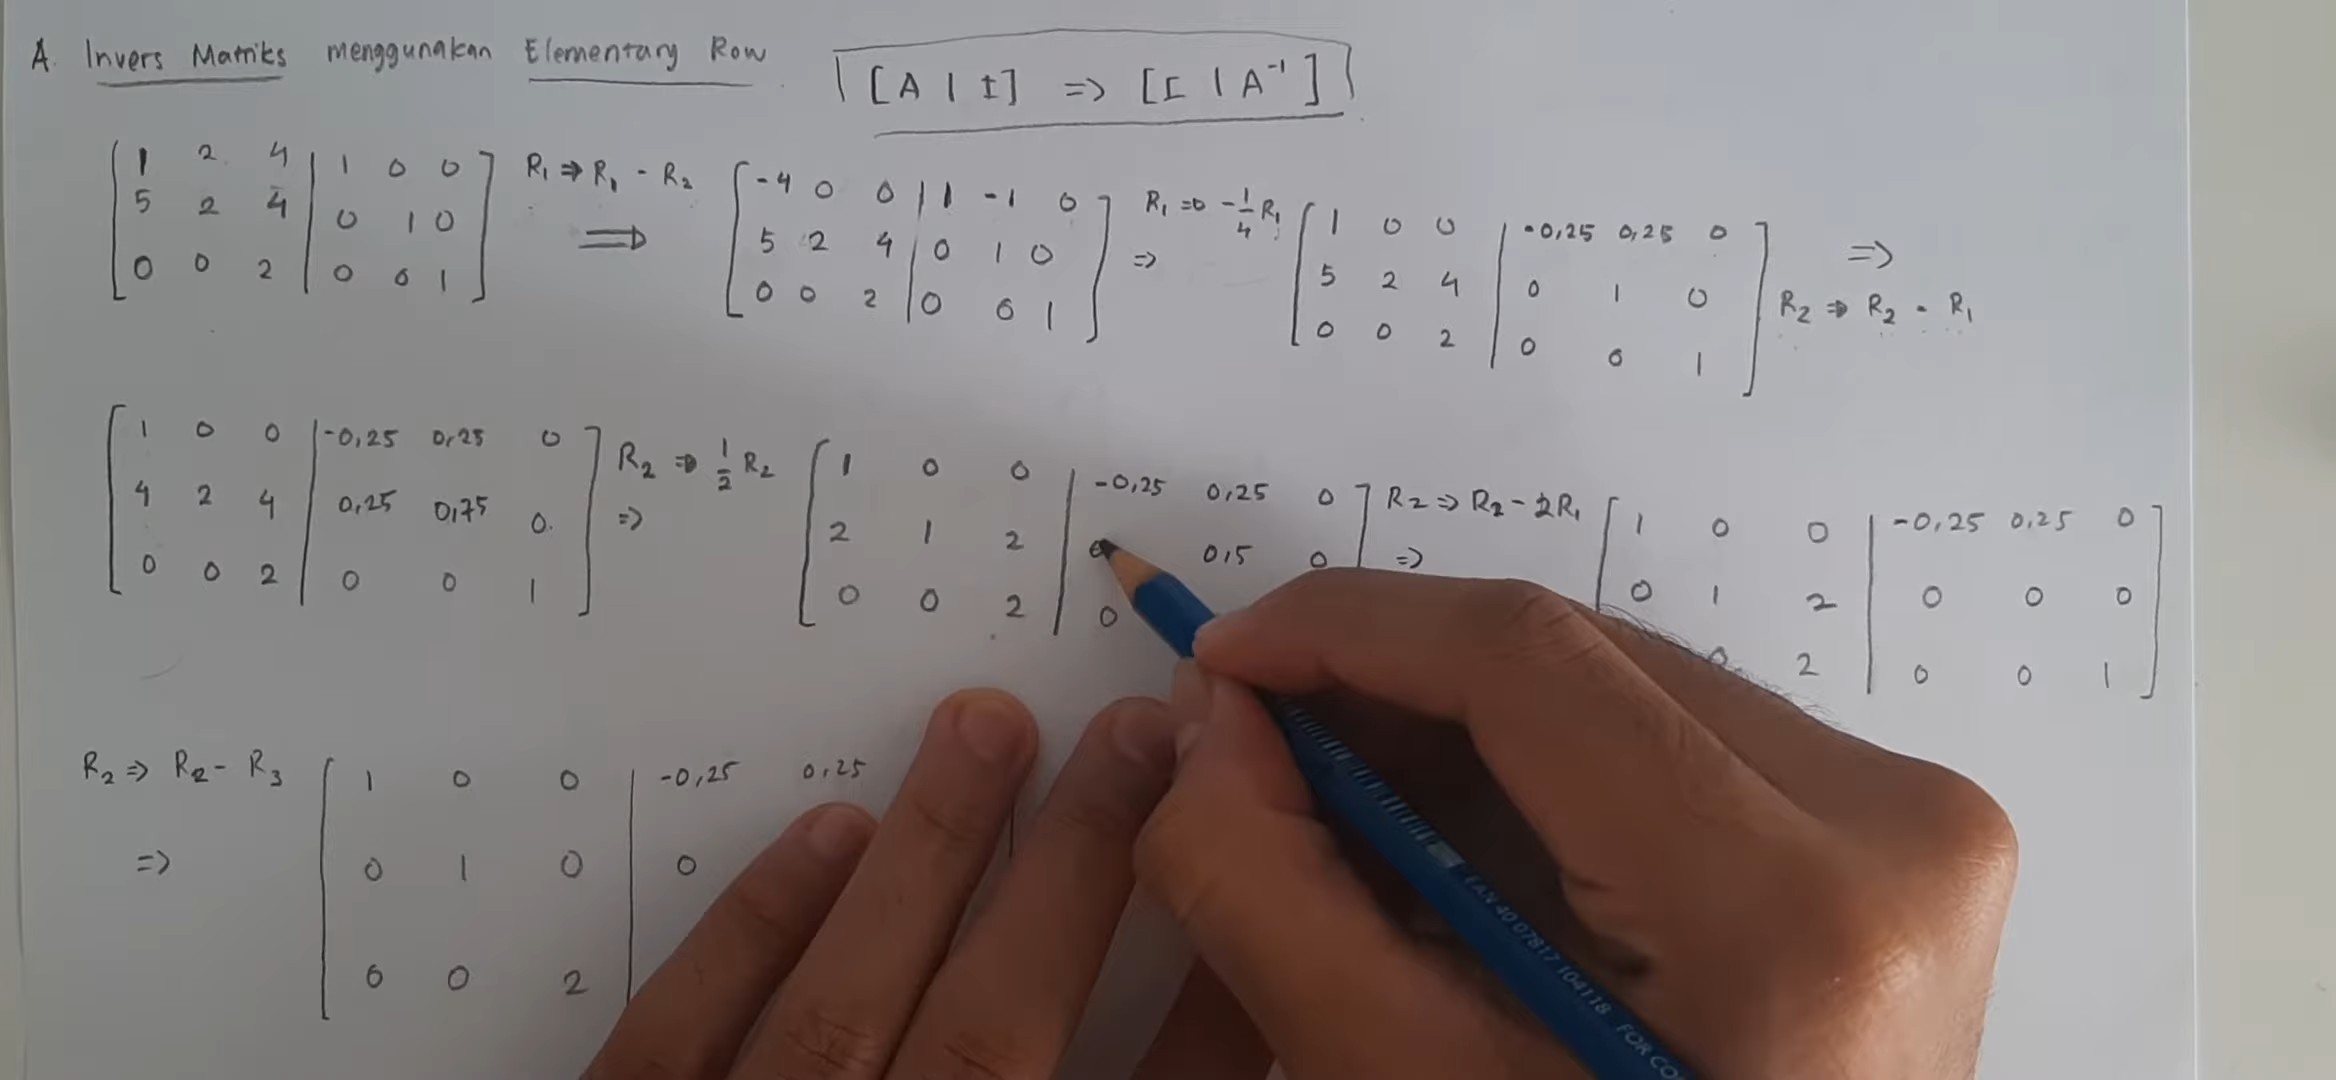 A. Invers Matriks menggunakan Elementary Row [A | I] => [I | A⁻¹]
1 2 4 | 1 0 0
5 2 4 | 0 1 0
0 0 2 | 0 0 1
R₁ => R₁ - R₂
=>
-4 0 0 | 1 -1 0
5 2 4 | 0 1 0
0 0 2 | 0 0 1
R₁ => -1/4 R₁
=>
1 0 0 | -0,25 0,25 0
5 2 4 | 0 1 0
0 0 2 | 0 0 1
=>
R₂ => R₂ - R₁
1 0 0 | -0,25 0,25 0
4 2 4 | 0,25 0,75 0
0 0 2 | 0 0 1
R₂ => 1/2 R₂
=>
1 0 0 | -0,25 0,25 0
2 1 2 | 0,5 0
0 0 2 | 0
R₂ => R₂ - 2R₁
=>
1 0 0 | -0,25 0,25 0
0 1 2 | 0 0 0
0 2 | 0 0 1
R₂ => R₂ - R₃
=>
1 0 0 | -0,25 0,25
0 1 0 | 0
0 0 2 |
FAN 40 07817 104118 FOR CO